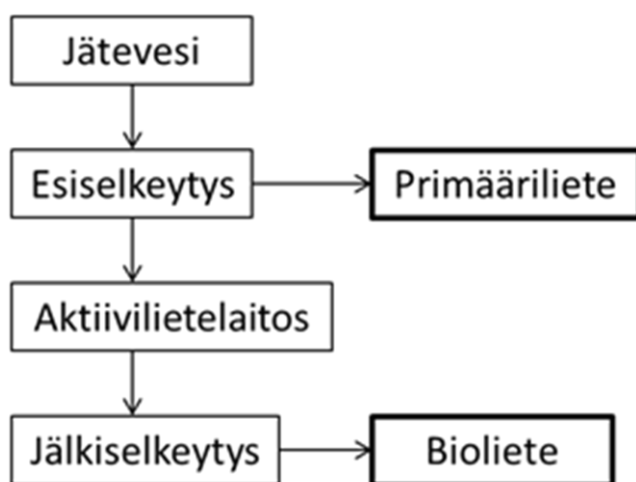 Jätevesi
Esiselkeytys
Primääriliete
Aktiivilietelaitos
Jälkiselkeytys
Bioliete